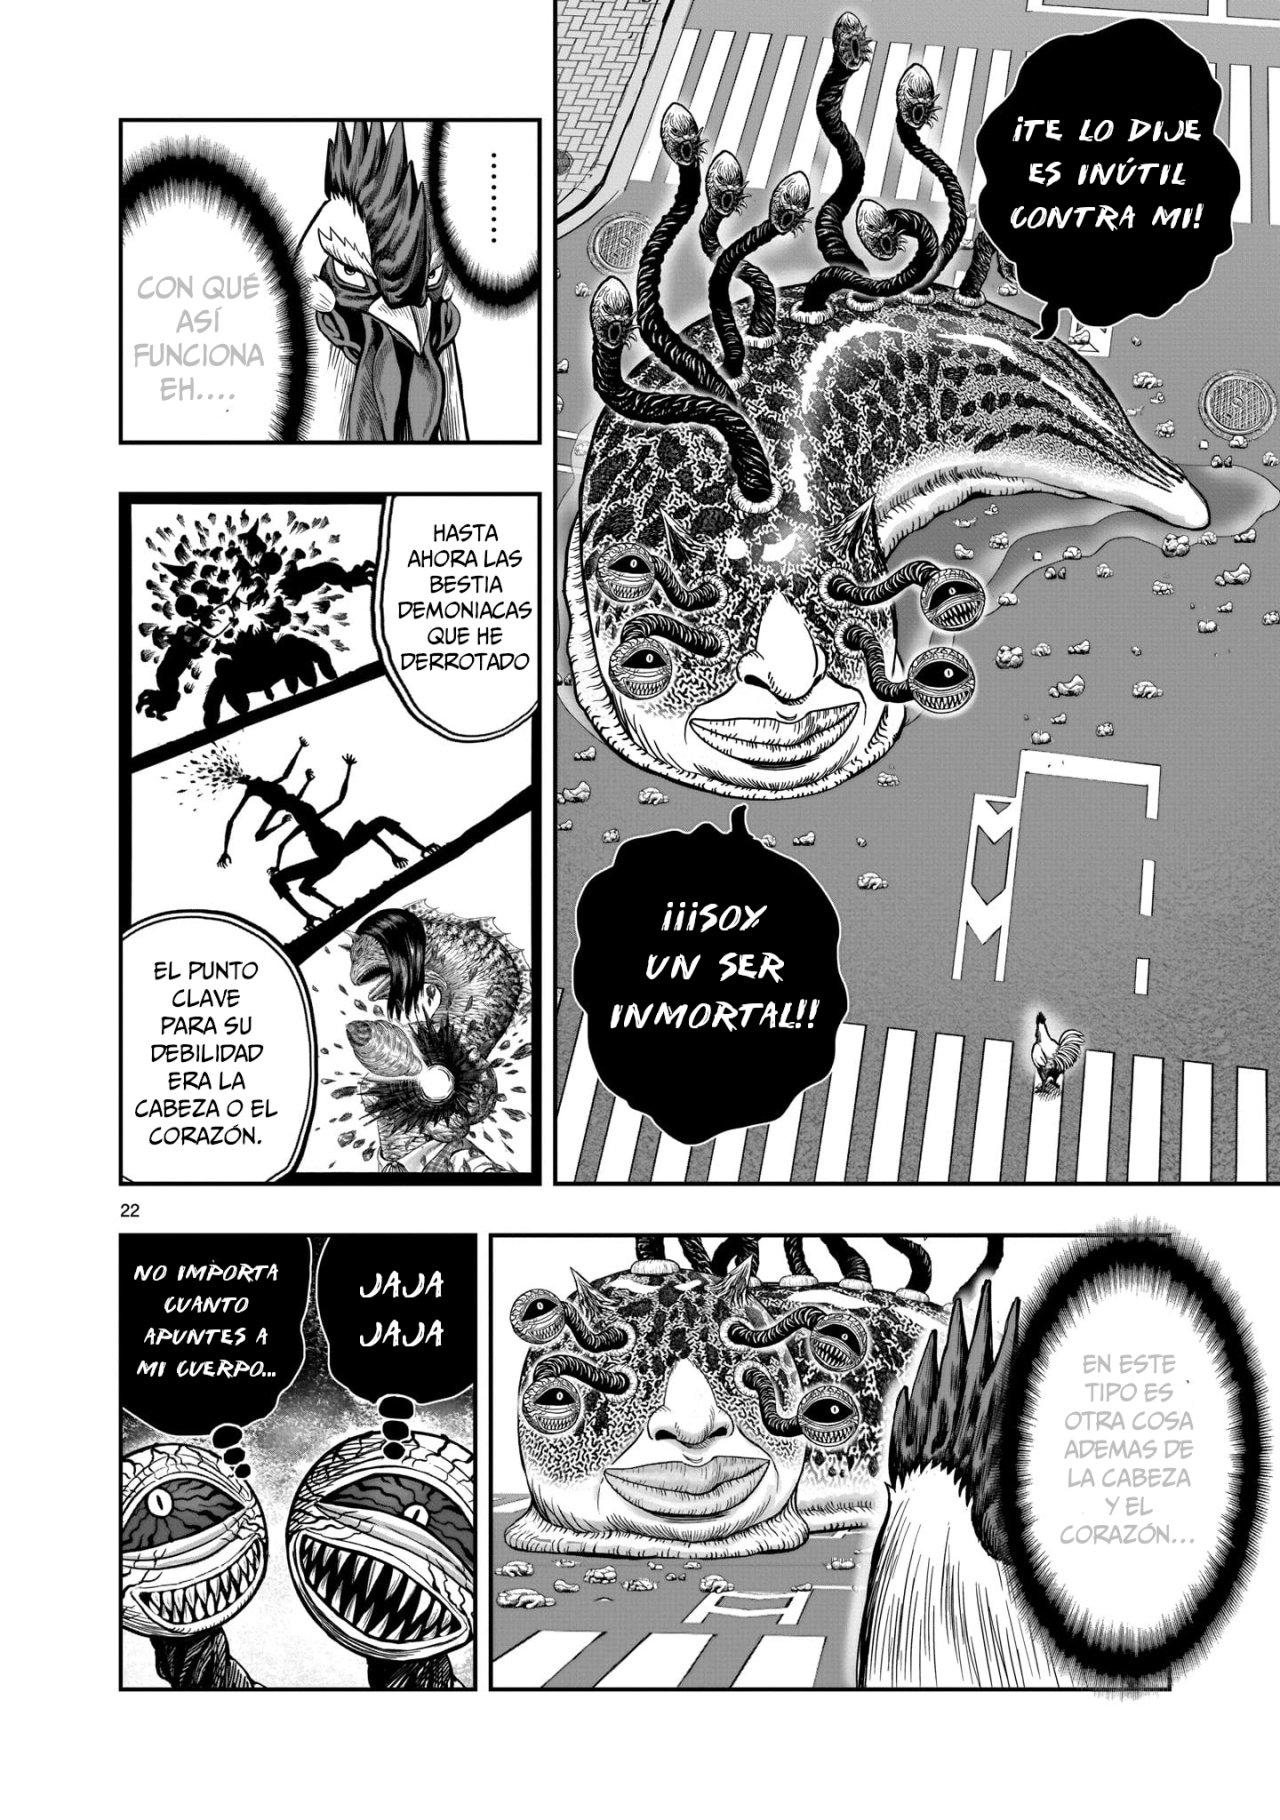 ¡TE LO DIJE
ES INÚTIL
CONTRA MI!
¡¡¡SOY
UN SER
INMORTAL!!
.........
CON QUÉ
ASÍ
FUNCIONA
EH....
HASTA
AHORA LAS
BESTIA
DEMONIACAS
QUE HE
DERROTADO
EL PUNTO
CLAVE
PARA SU
DEBILIDAD
ERA LA
CABEZA O EL
CORAZÓN.
22
EN ESTE
TIPO ES
OTRA COSA
ADEMAS DE
LA CABEZA
Y EL
CORAZÓN...
JAJA
JAJA
NO IMPORTA
CUANTO
APUNTES A
MI CUERPO...